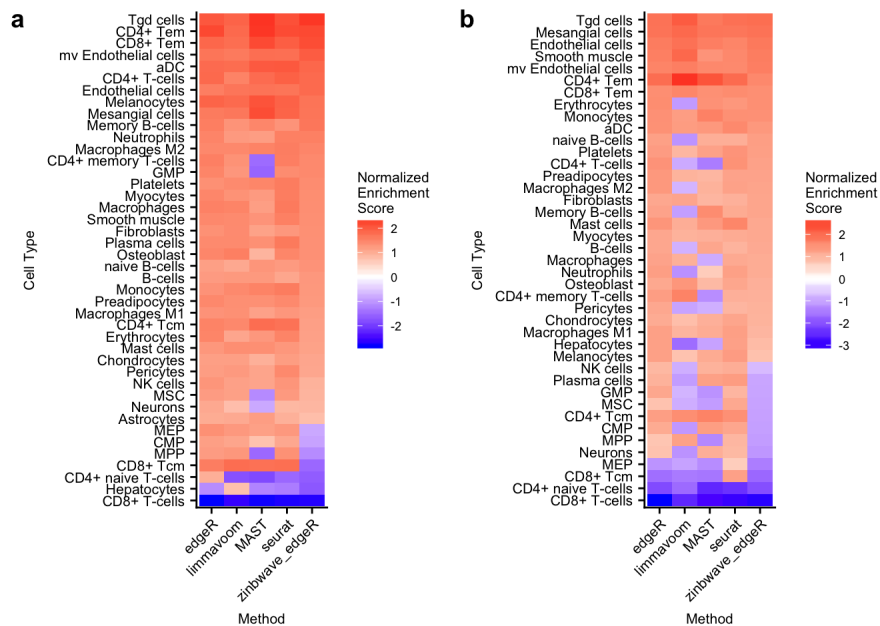 a
Tgd cells
CD4+ Tem
CD8+ Tem
mv Endothelial cells
aDC
CD4+ T-cells
Endothelial cells
Melanocytes
Mesangial cells
Memory B-cells
Neutrophils
Macrophages M2
CD4+ memory T-cells
GMP
Platelets
Myocytes
Macrophages
Smooth muscle
Fibroblasts
Plasma cells
Osteoblast
naive B-cells
B-cells
Monocytes
Preadipocytes
Macrophages M1
CD4+ Tcm
Erythrocytes
Mast cells
Chondrocytes
Pericytes
NK cells
MSC
Neurons
Astrocytes
MEP
CMP
MPP
CD8+ Tcm
CD4+ naive T-cells
Hepatocytes
CD8+ T-cells
Cell Type
edgeR
limmavoom
MAST
seurat
zinbwave_edgeR
Method
Normalized
Enrichment
Score
2
1
0
-1
-2
b
Tgd cells
Mesangial cells
Endothelial cells
Smooth muscle
mv Endothelial cells
CD4+ Tem
CD8+ Tem
Erythrocytes
Monocytes
aDC
naive B-cells
Platelets
CD4+ T-cells
Preadipocytes
Macrophages M2
Fibroblasts
Memory B-cells
Mast cells
Myocytes
B-cells
Macrophages
Neutrophils
Osteoblast
CD4+ memory T-cells
Pericytes
Chondrocytes
Macrophages M1
Hepatocytes
Melanocytes
NK cells
Plasma cells
GMP
MSC
CD4+ Tcm
CMP
MPP
Neurons
MEP
CD8+ Tcm
CD4+ naive T-cells
CD8+ T-cells
Cell Type
edgeR
limmavoom
MAST
seurat
zinbwave_edgeR
Method
Normalized
Enrichment
Score
2
1
0
-1
-2
-3